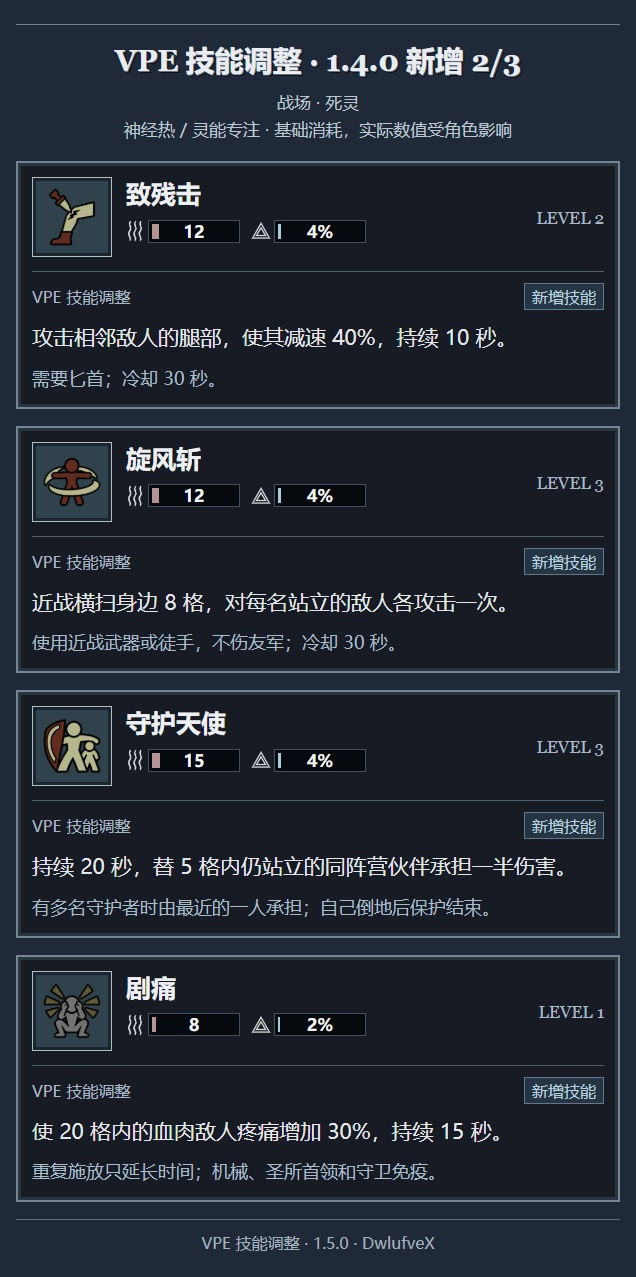 VPE 技能调整 · 1.4.0 新增 2/3
战场 · 死灵
神经热 / 灵能专注 · 基础消耗，实际数值受角色影响
致残击
12 4%
LEVEL 2
VPE 技能调整
新增技能
攻击相邻敌人的腿部，使其减速 40%，持续 10 秒。
需要匕首；冷却 30 秒。
旋风斩
12 4%
LEVEL 3
VPE 技能调整
新增技能
近战横扫身边 8 格，对每名站立的敌人各攻击一次。
使用近战武器或徒手，不伤友军；冷却 30 秒。
守护天使
15 4%
LEVEL 3
VPE 技能调整
新增技能
持续 20 秒，替 5 格内仍站立的同阵营伙伴承担一半伤害。
有多名守护者时由最近的一人承担；自己倒地后保护结束。
剧痛
8 2%
LEVEL 1
VPE 技能调整
新增技能
使 20 格内的血肉敌人疼痛增加 30%，持续 15 秒。
重复施放只延长时间；机械、圣所首领和守卫免疫。
VPE 技能调整 · 1.5.0 · DwlufveX